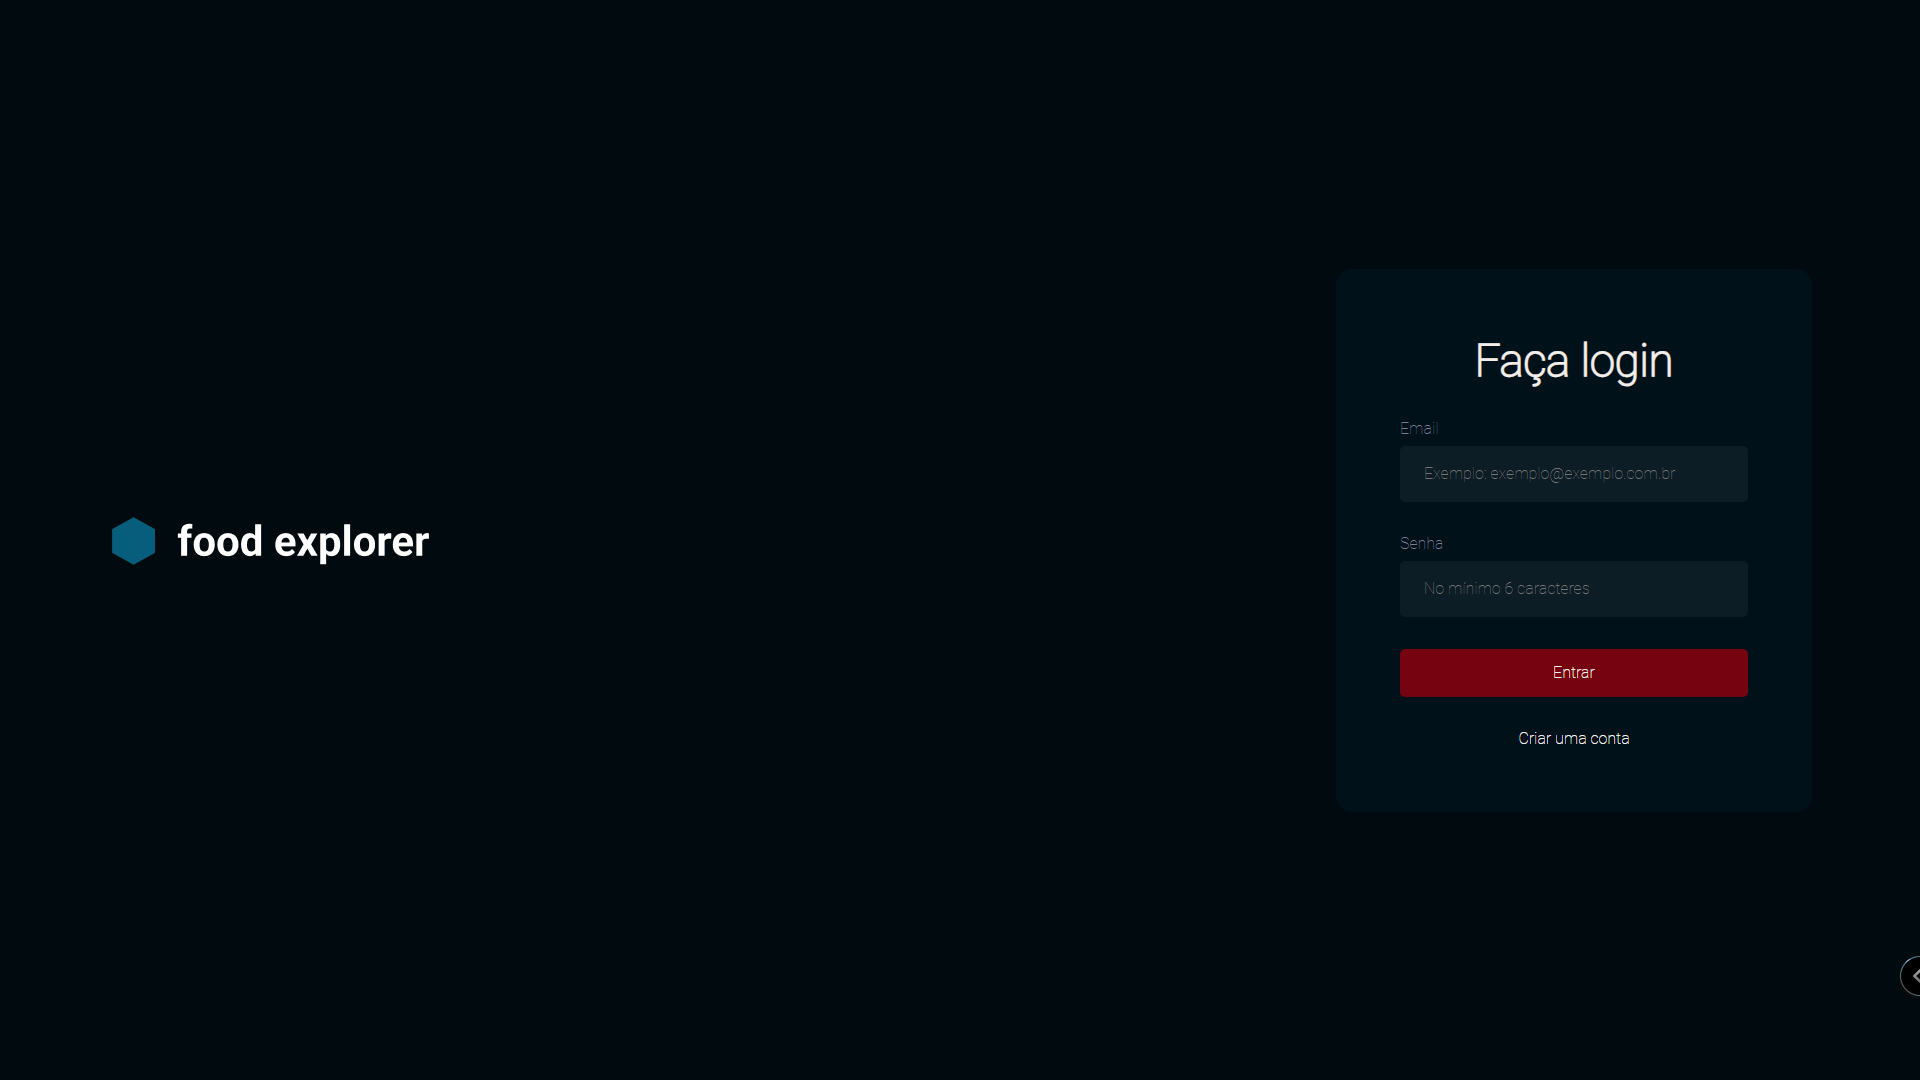 food explorer
Faça login
Email
Exemplo: exemplo@exemplo.com.br
Senha
No mínimo 6 caracteres
Entrar
Criar uma conta